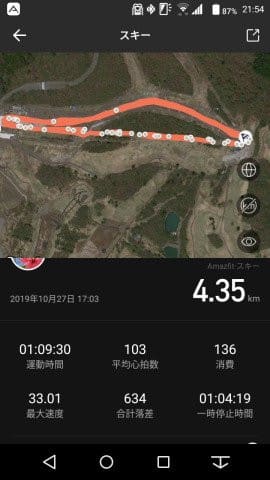 87% 21:54
スキー
km
Amazfit·スキー
2019年10月27日 17:03
4.35 km
01:09:30 103 136
運動時間 平均心拍数 消費
33.01 634 01:04:19
最大速度 合計落差 一時停止時間